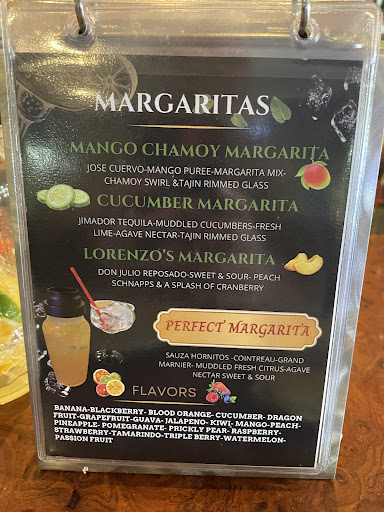 MARGARITAS
MANGO CHAMOY MARGARITA
JOSE CUERVO-MANGO PUREE-MARGARITA MIX-
CHAMOY SWIRL &TAJIN RIMMED GLASS
CUCUMBER MARGARITA
JIMADOR TEQUILA-MUDDLED CUCUMBERS-FRESH
LIME-AGAVE NECTAR-TAJIN RIMMED GLASS
LORENZO'S MARGARITA
DON JULIO REPOSADO-SWEET & SOUR- PEACH
SCHNAPPS & A SPLASH OF CRANBERRY
PERFECT MARGARITA
SAUZA HORNITOS -COINTREAU-GRAND
MARNIER- MUDDLED FRESH CITRUS-AGAVE
NECTAR SWEET & SOUR
FLAVORS
BANANA-BLACKBERRY- BLOOD ORANGE- CUCUMBER- DRAGON
FRUIT-GRAPEFRUIT-GUAVA- JALAPENO- KIWI- MANGO-PEACH-
PINEAPPLE- POMEGRANATE- PRICKLY PEAR- RASPBERRY-
STRAWBERRY-TAMARINDO-TRIPLE BERRY-WATERMELON-
PASSION FRUIT